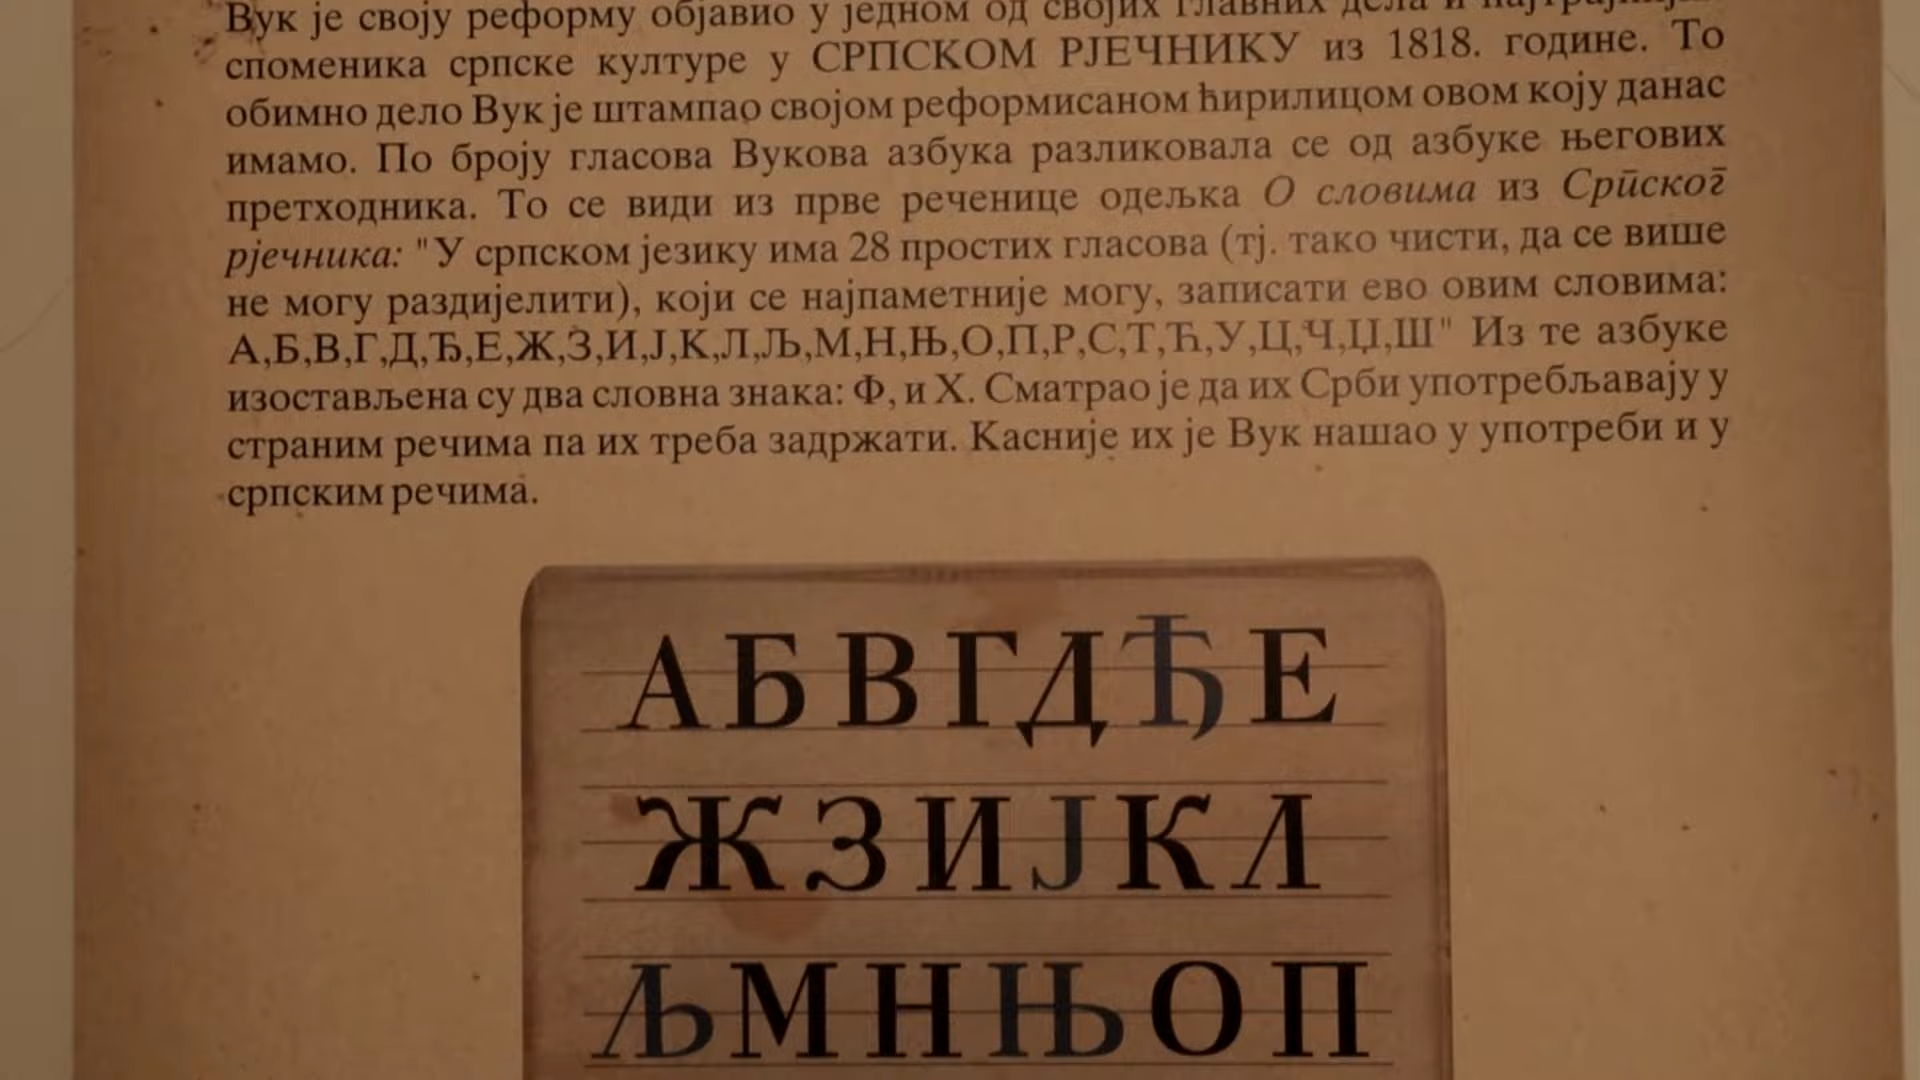 Вук је своју реформу објавио у једном од својих главних дела и
споменика српске културе у СРПСКОМ РЈЕЧНИКУ из 1818. године. То
обимно дело Вук је штампао својом реформисаном ћирилицом овом коју данас
имамо. По броју гласова Вукова азбука разликовала се од азбуке његових
претходника. То се види из прве реченице одељка О словима из Српског
рјечника: "У српском језику има 28 простих гласова (тј. тако чисти, да се више
не могу раздијелити), који се најпаметније могу, записати ево овим словима:
А,Б,В,Г,Д,Ђ,Е,Ж,З,И,Ј,К,Л,Љ,М,Н,Њ,О,П,Р,С,Т,Ћ,У,Ц,Ч,Џ,Ш" Из те азбуке
изостављена су два словна знака: Ф, и Х. Сматрао је да их Срби употребљавају у
страним речима па их треба задржати. Касније их је Вук нашао у употреби и у
српским речима.
А Б В Г Д Ђ Е
Ж З И Ј К Л
Љ М Н Њ О П